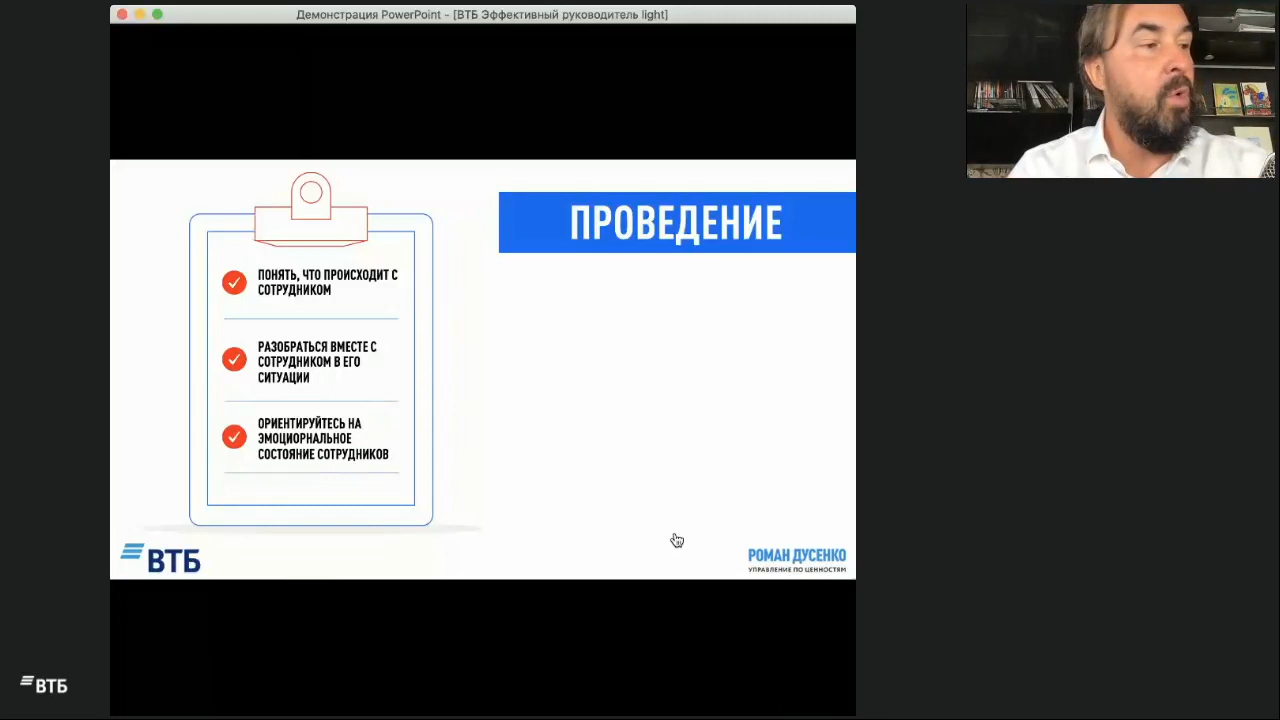 Демонстрация PowerPoint - [ВТБ Эффективный руководитель light]
ПРОВЕДЕНИЕ
ПОНЯТЬ, ЧТО ПРОИСХОДИТ С
СОТРУДНИКОМ
РАЗОБРАТЬСЯ ВМЕСТЕ С
СОТРУДНИКОМ В ЕГО
СИТУАЦИИ
ОРИЕНТИРУЙТЕСЬ НА
ЭМОЦИОРНАЛЬНОЕ
СОСТОЯНИЕ СОТРУДНИКОВ
ВТБ
РОМАН ДУСЕНКО
УПРАВЛЕНИЕ ПО ЦЕННОСТЯМ
ВТБ